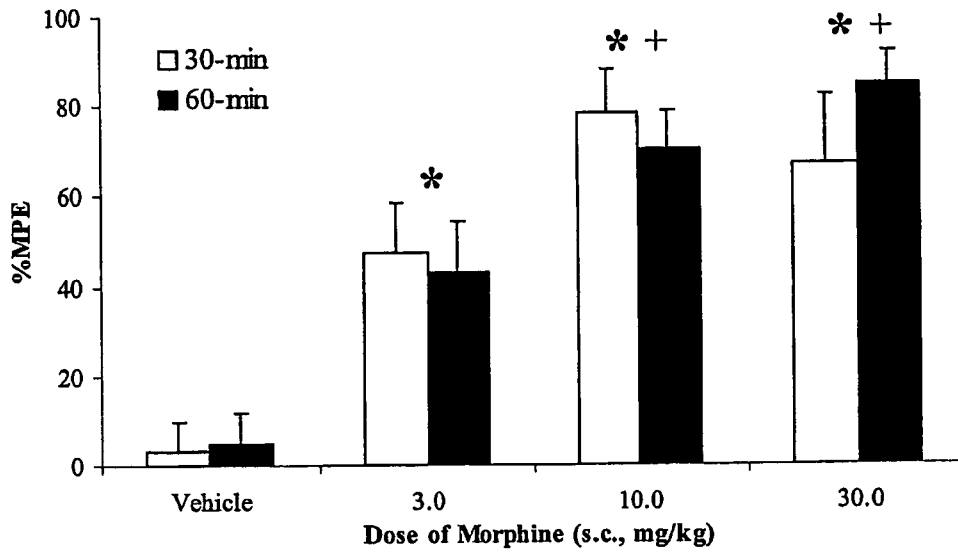 100
80
60
40
20
0
%MPE
30-min
60-min
*
* +
* +
Vehicle 3.0 10.0 30.0
Dose of Morphine (s.c., mg/kg)